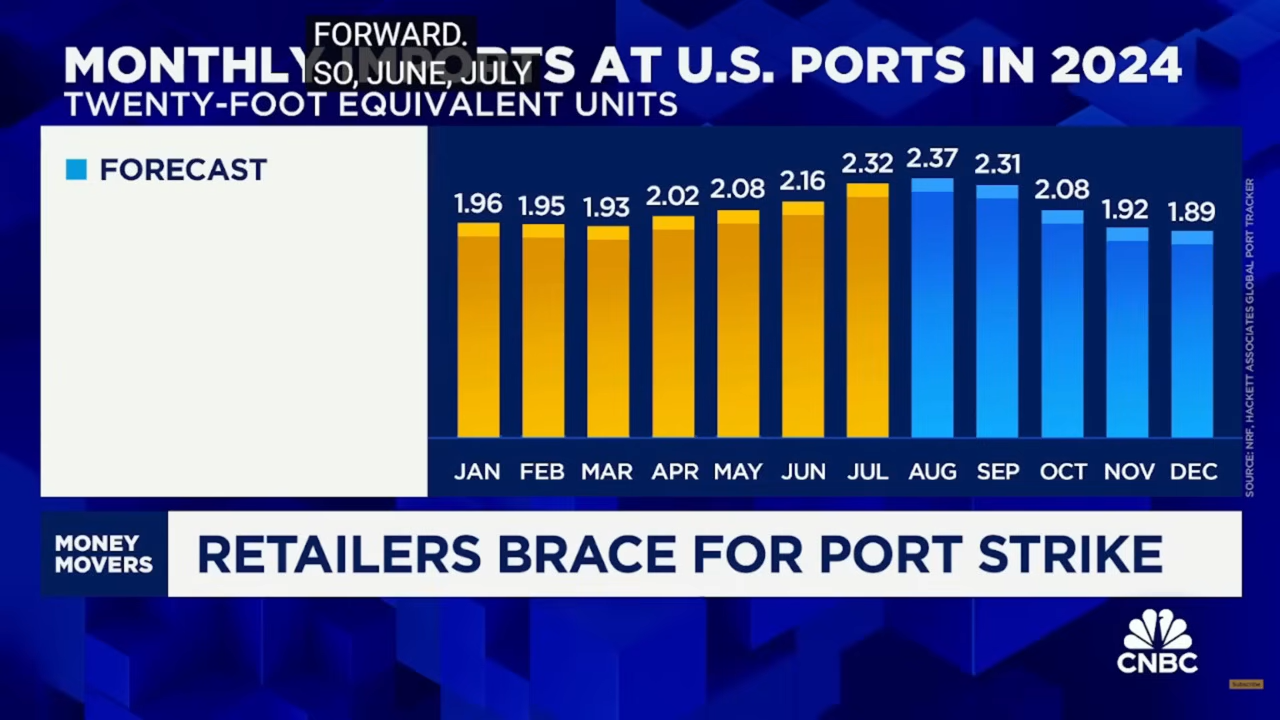 FORWARD.
SO, JUNE, JULY
MONTHLY IMPORTS AT U.S. PORTS IN 2024
TWENTY-FOOT EQUIVALENT UNITS
FORECAST
1.96 1.95 1.93 2.02 2.08 2.16 2.32 2.37 2.31 2.08 1.92 1.89
JAN FEB MAR APR MAY JUN JUL AUG SEP OCT NOV DEC
SOURCE: NRF, HACKETT ASSOCIATES GLOBAL PORT TRACKER
MONEY
MOVERS
RETAILERS BRACE FOR PORT STRIKE
CNBC
Subscribe